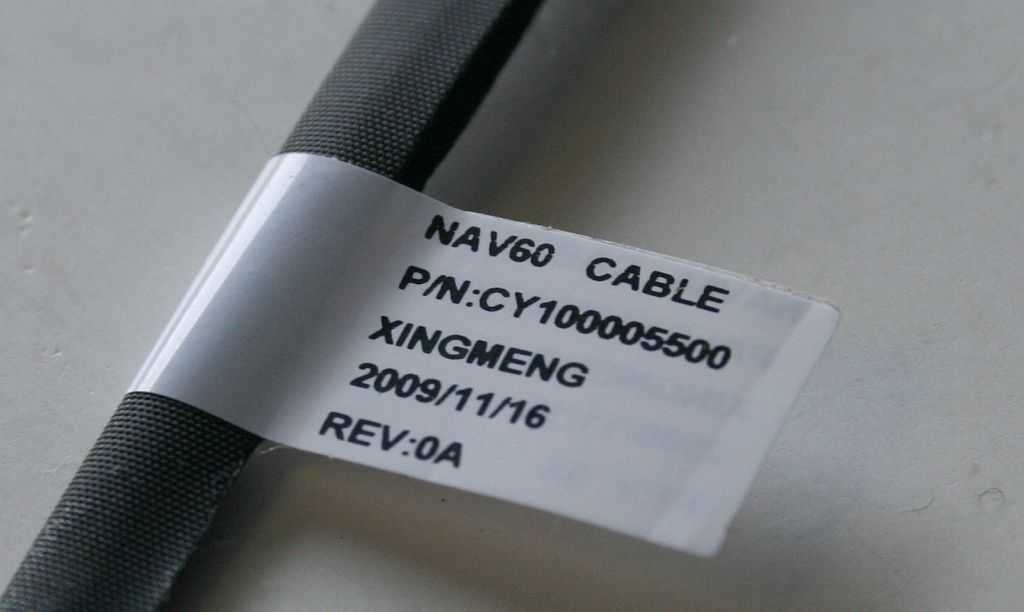 NAV60 CABLE
P/N:CY100005500
XINGMENG
2009/11/16
REV:0A